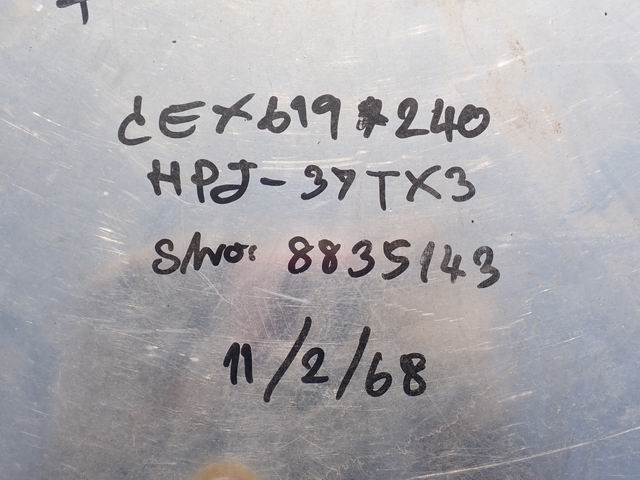 CEX619*240
HPJ-37TX3
S/No: 8835143
11/2/68